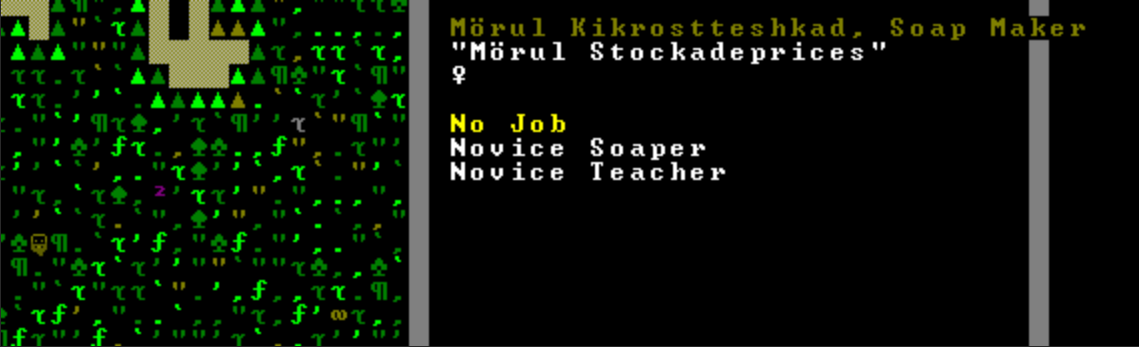 Mörul Kikrostteshkad, Soap Maker
"Mörul Stockadeprices"
♀
No Job
Novice Soaper
Novice Teacher